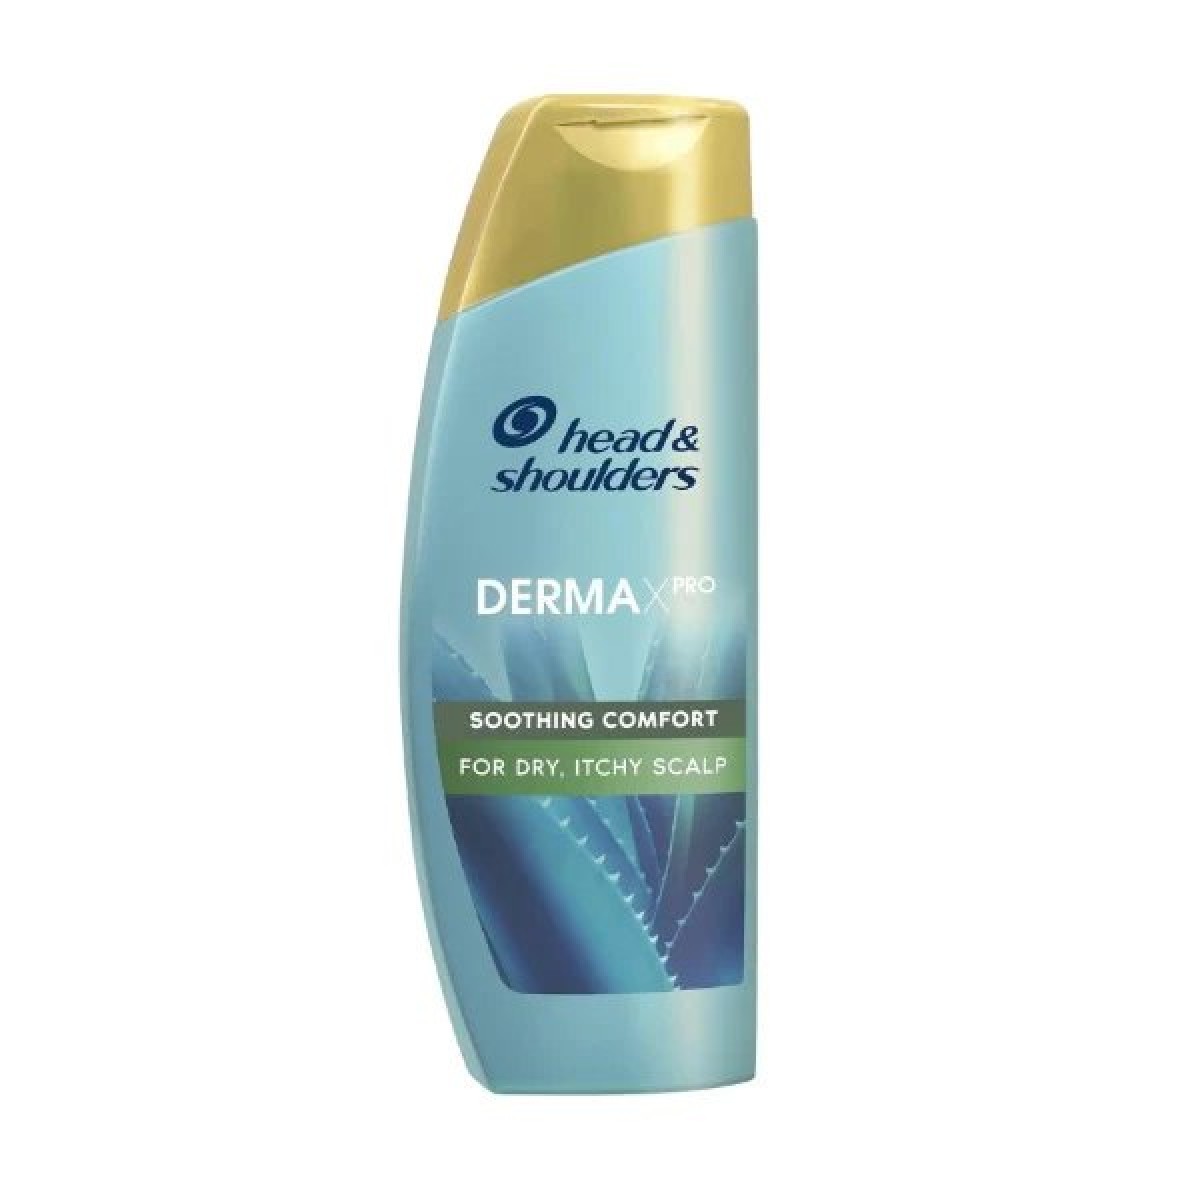 head &
shoulders
DERMAXPRO
SOOTHING COMFORT
FOR DRY, ITCHY SCALP